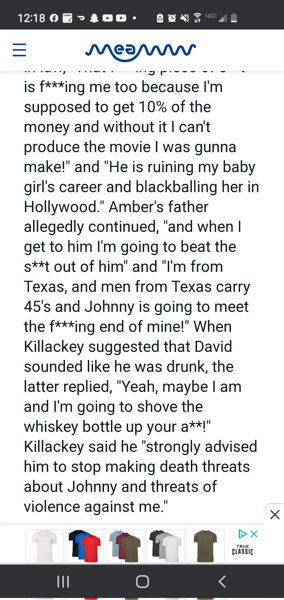 12:18
meaww
is f***ing me too because I'm
supposed to get 10% of the
money and without it I can't
produce the movie I was gunna
make!" and "He is ruining my baby
girl's career and blackballing her in
Hollywood." Amber's father
allegedly continued, "and when I
get to him I'm going to beat the
s**t out of him" and "I'm from
Texas, and men from Texas carry
45's and Johnny is going to meet
the f***ing end of mine!" When
Killackey suggested that David
sounded like he was drunk, the
latter replied, "Yeah, maybe I am
and I'm going to shove the
whiskey bottle up your a**!"
Killackey said he "strongly advised
him to stop making death threats
about Johnny and threats of
violence against me."
TRUE
CLASSIC